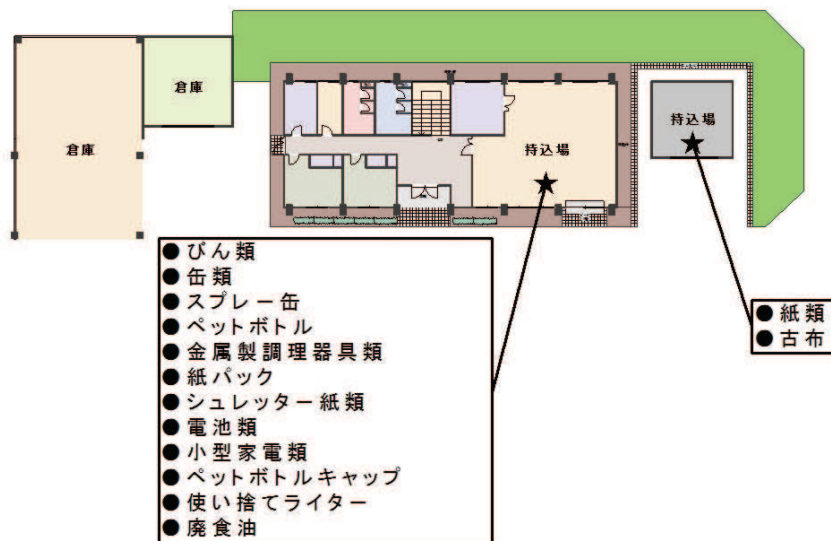 倉庫
倉庫
持込場
持込場
● びん類
● 缶類
● スプレー缶
● ペットボトル
● 金属製調理器具類
● 紙パック
● シュレッター紙類
● 電池類
● 小型家電類
● ペットボトルキャップ
● 使い捨てライター
● 廃食油
● 紙類
● 古布